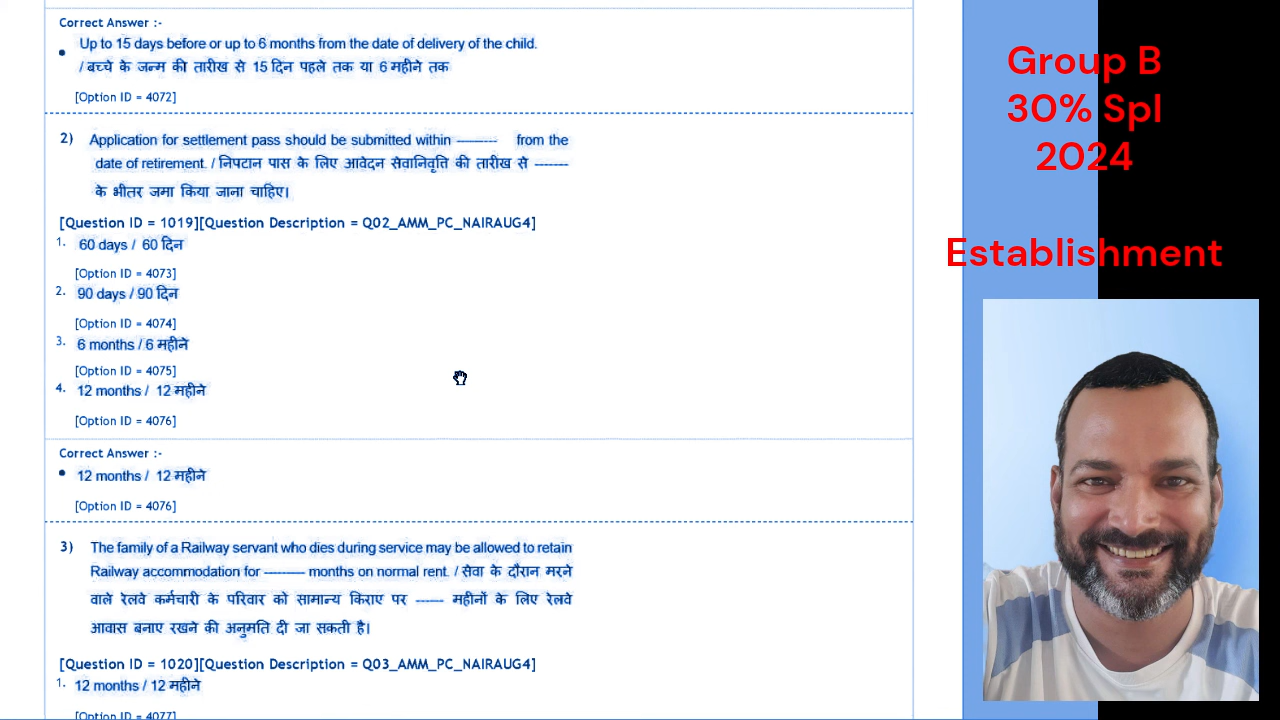 Correct Answer :-
Up to 15 days before or up to 6 months from the date of delivery of the child.
/ बच्चे के जन्म की तारीख से 15 दिन पहले तक या 6 महीने तक
[Option ID = 4072]
2) Application for settlement pass should be submitted within -------- from the
date of retirement. / निपटान पास के लिए आवेदन सेवानिवृत्ति की तारीख से -------
के भीतर जमा किया जाना चाहिए।
[Question ID = 1019][Question Description = Q02_AMM_PC_NAIRAUG4]
1. 60 days / 60 दिन
[Option ID = 4073]
2. 90 days / 90 दिन
[Option ID = 4074]
3. 6 months / 6 महीने
[Option ID = 4075]
4. 12 months / 12 महीने
[Option ID = 4076]
Correct Answer :-
12 months / 12 महीने
[Option ID = 4076]
3) The family of a Railway servant who dies during service may be allowed to retain
Railway accommodation for -------- months on normal rent. / सेवा के दौरान मरने
वाले रेलवे कर्मचारी के परिवार को सामान्य किराए पर ------ महीनों के लिए रेलवे
आवास बनाए रखने की अनुमति दी जा सकती है।
[Question ID = 1020][Question Description = Q03_AMM_PC_NAIRAUG4]
1. 12 months / 12 महीने
[Option ID = 4077]
Group B
30% Spl
2024
Establishment